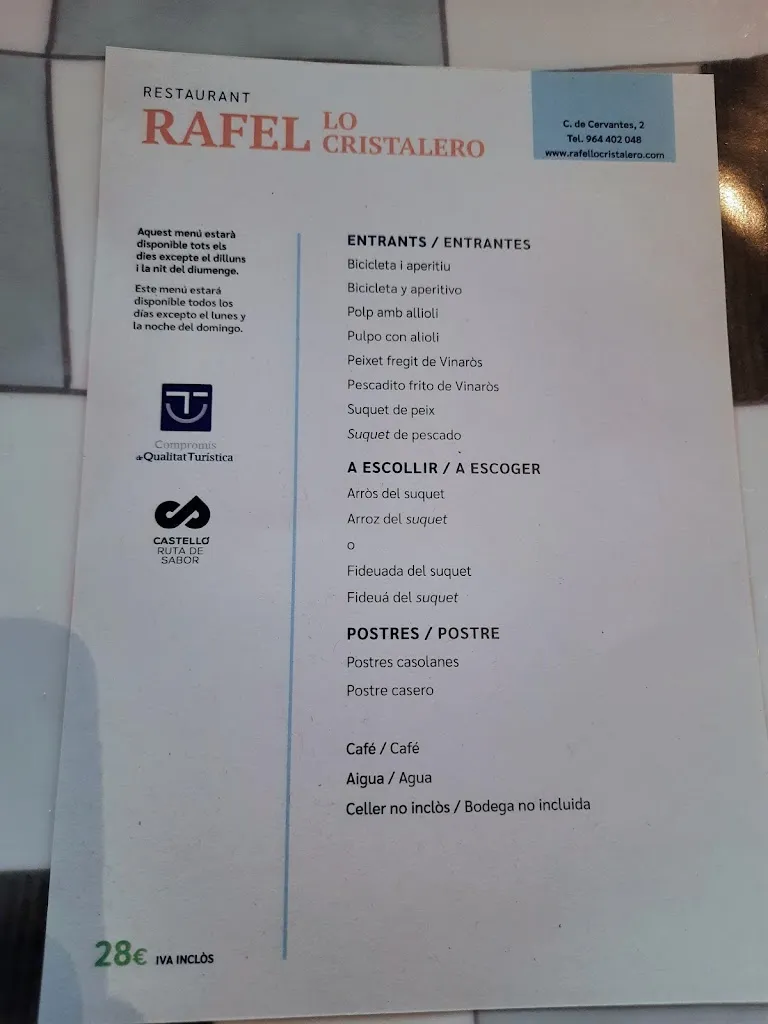 RESTAURANT
RAFEL LO CRISTALERO
C. de Cervantes, 2
Tel. 964 402 048
www.rafellocristalero.com
Aquest menú estarà
disponible tots els
dies excepte el dilluns
i la nit del diumenge.
Este menú estará
disponible todos los
días excepto el lunes y
la noche del domingo.
Compromís
de Qualitat Turística
CASTELLÓ
RUTA DE
SABOR
ENTRANTS / ENTRANTES
Bicicleta i aperitiu
Bicicleta y aperitivo
Polp amb allioli
Pulpo con alioli
Peixet fregit de Vinaròs
Pescadito frito de Vinaròs
Suquet de peix
Suquet de pescado
A ESCOLLIR / A ESCOGER
Arròs del suquet
Arroz del suquet
o
Fideuada del suquet
Fideuá del suquet
POSTRES / POSTRE
Postres casolanes
Postre casero
Café / Café
Aigua / Agua
Celler no inclòs / Bodega no incluida
28€ IVA INCLÒS